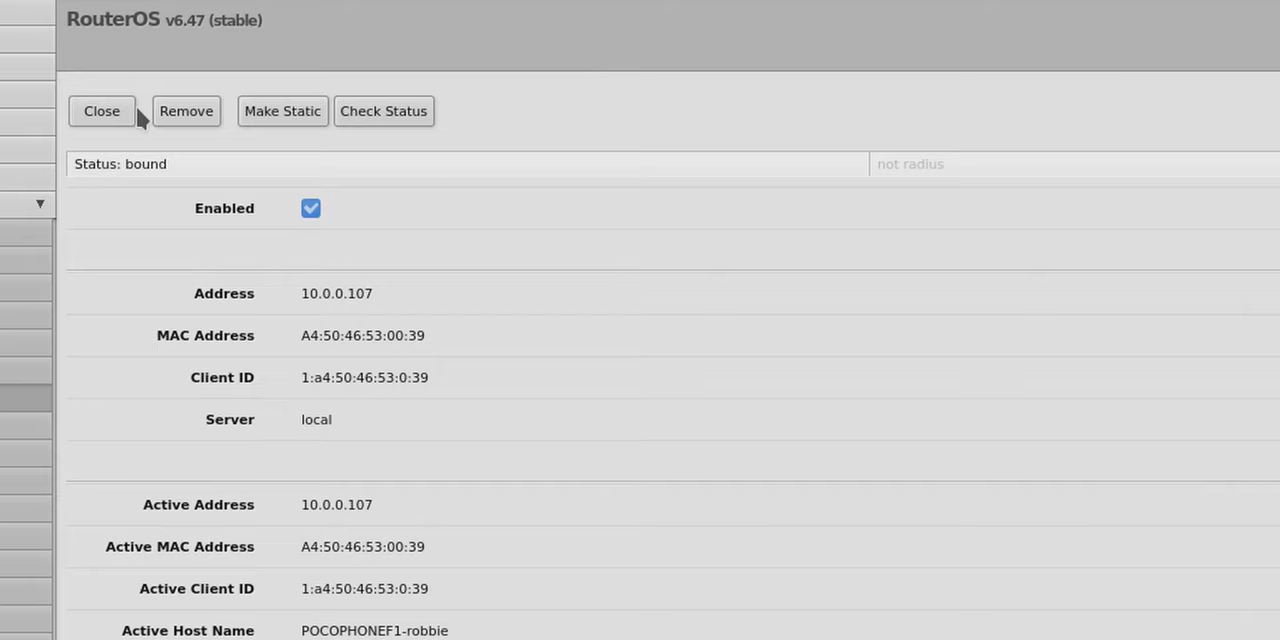 RouterOS v6.47 (stable)
Close Remove Make Static Check Status
Status: bound not radius
Enabled
Address 10.0.0.107
MAC Address A4:50:46:53:00:39
Client ID 1:a4:50:46:53:0:39
Server local
Active Address 10.0.0.107
Active MAC Address A4:50:46:53:00:39
Active Client ID 1:a4:50:46:53:0:39
Active Host Name POCOPHONEF1-robbie